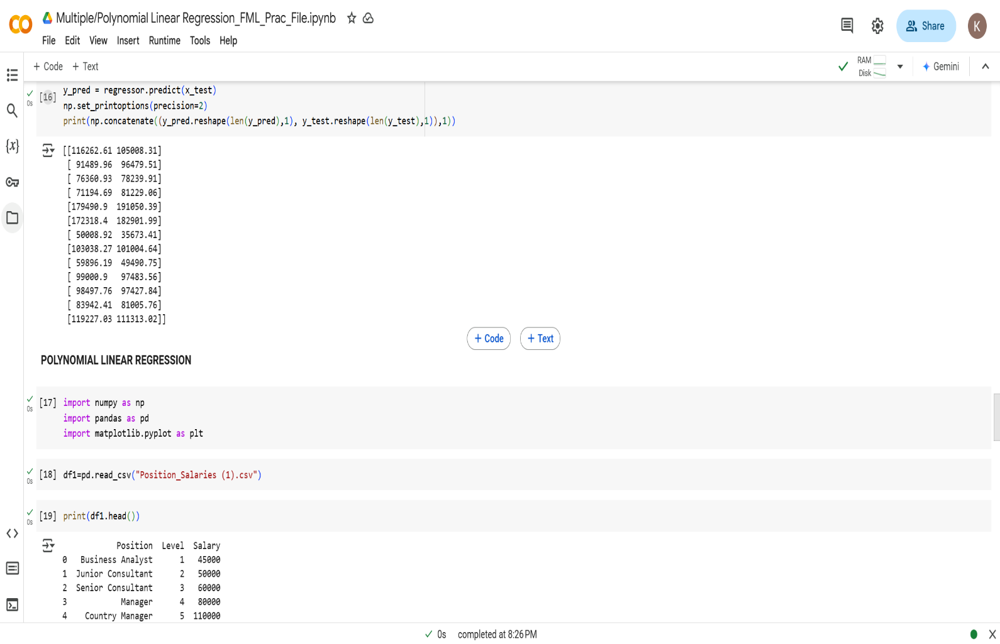 Multiple/Polynomial Linear Regression_FML_Prac_File.ipynb
File Edit View Insert Runtime Tools Help
Share
K
+ Code + Text
RAM
Disk
Gemini
{x}
[16]
0s
y_pred = regressor.predict(x_test)
np.set_printoptions(precision=2)
print(np.concatenate((y_pred.reshape(len(y_pred),1), y_test.reshape(len(y_test),1)),1))
[[116262.61 105008.31]
[ 91489.96 96479.51]
[ 76360.93 78239.91]
[ 71194.69 81229.06]
[179490.9 191050.39]
[172318.4 182901.99]
[ 50008.92 35673.41]
[103038.27 101004.64]
[ 59896.19 49490.75]
[ 99000.9 97483.56]
[ 98497.76 97427.84]
[ 83942.41 81005.76]
[119227.03 111313.02]]
+ Code + Text
POLYNOMIAL LINEAR REGRESSION
0s
[17] import numpy as np
import pandas as pd
import matplotlib.pyplot as plt
0s
[18] df1=pd.read_csv("Position_Salaries (1).csv")
0s
[19] print(df1.head())
Position Level Salary
0 Business Analyst 1 45000
1 Junior Consultant 2 50000
2 Senior Consultant 3 60000
3 Manager 4 80000
4 Country Manager 5 110000
0s completed at 8:26 PM
X